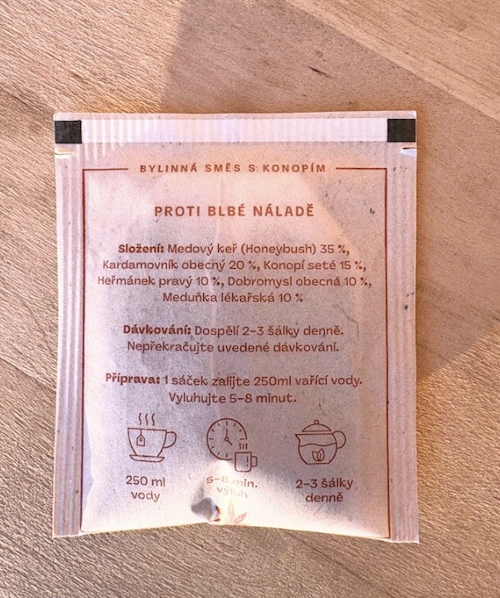 BYLINNÁ SMĚS S KONOPÍM
PROTI BLBÉ NÁLADĚ
Složení: Medový keř (Honeybush) 35 %,
Kardamovník obecný 20 %, Konopí seté 15 %,
Heřmánek pravý 10 %, Dobromysl obecná 10 %,
Meduňka lékařská 10 %
Dávkování: Dospělí 2–3 šálky denně.
Nepřekračujte uvedené dávkování.
Příprava: 1 sáček zalijte 250ml vařící vody.
Vyluhujte 5–8 minut.
250 ml
vody
5–8 min.
výluh
2–3 šálky
denně